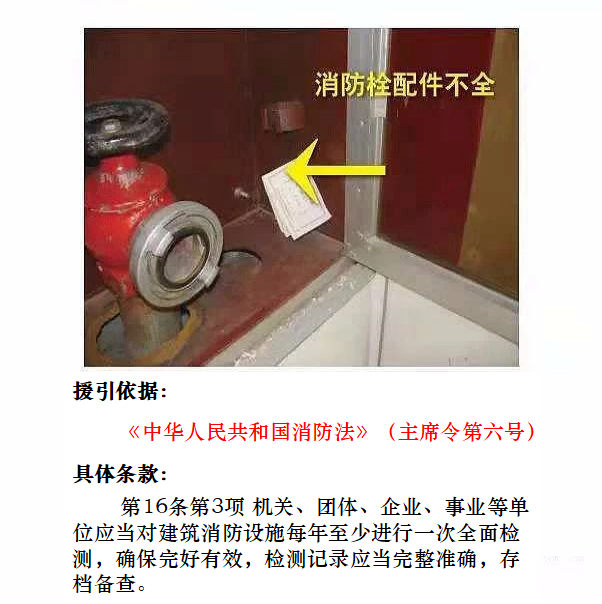 消防栓配件不全
援引依据：
《中华人民共和国消防法》（主席令第六号）
具体条款：
第16条第3项 机关、团体、企业、事业等单
位应当对建筑消防设施每年至少进行一次全面检
测，确保完好有效，检测记录应当完整准确，存
档备查。